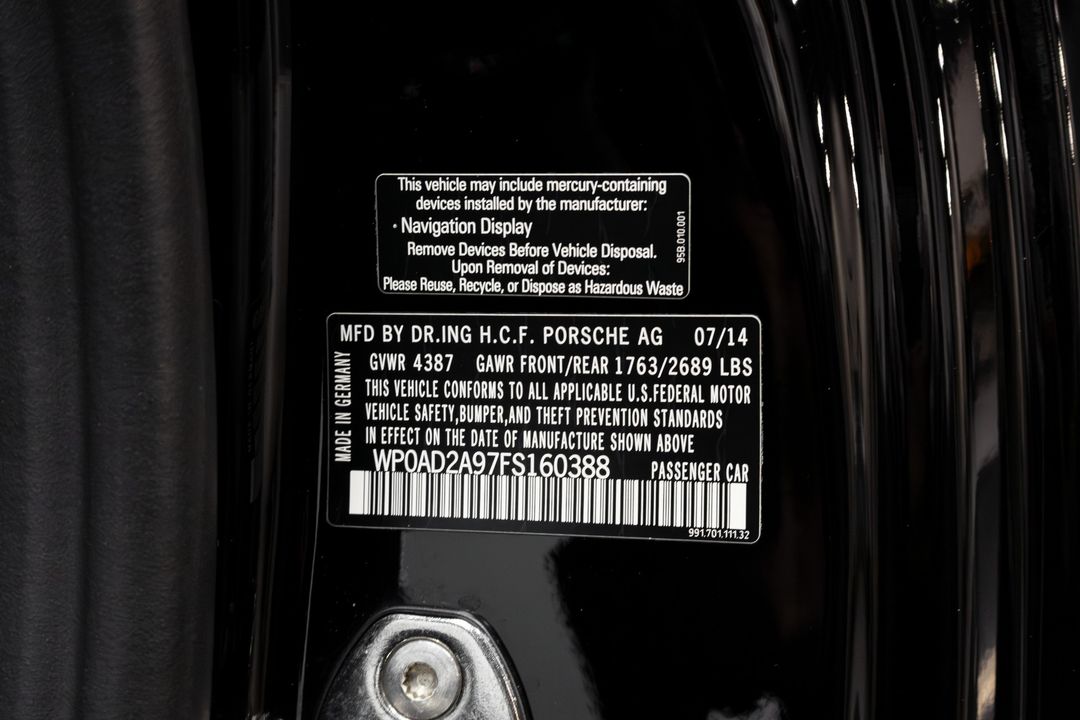 This vehicle may include mercury-containing
devices installed by the manufacturer:
· Navigation Display
Remove Devices Before Vehicle Disposal.
Upon Removal of Devices:
Please Reuse, Recycle, or Dispose as Hazardous Waste
95B.010.001
MFD BY DR.ING H.C.F. PORSCHE AG 07/14
GVWR 4387 GAWR FRONT/REAR 1763/2689 LBS
THIS VEHICLE CONFORMS TO ALL APPLICABLE U.S.FEDERAL MOTOR
VEHICLE SAFETY,BUMPER,AND THEFT PREVENTION STANDARDS
IN EFFECT ON THE DATE OF MANUFACTURE SHOWN ABOVE
WP0AD2A97FS160388 PASSENGER CAR
MADE IN GERMANY
991.701.111.32